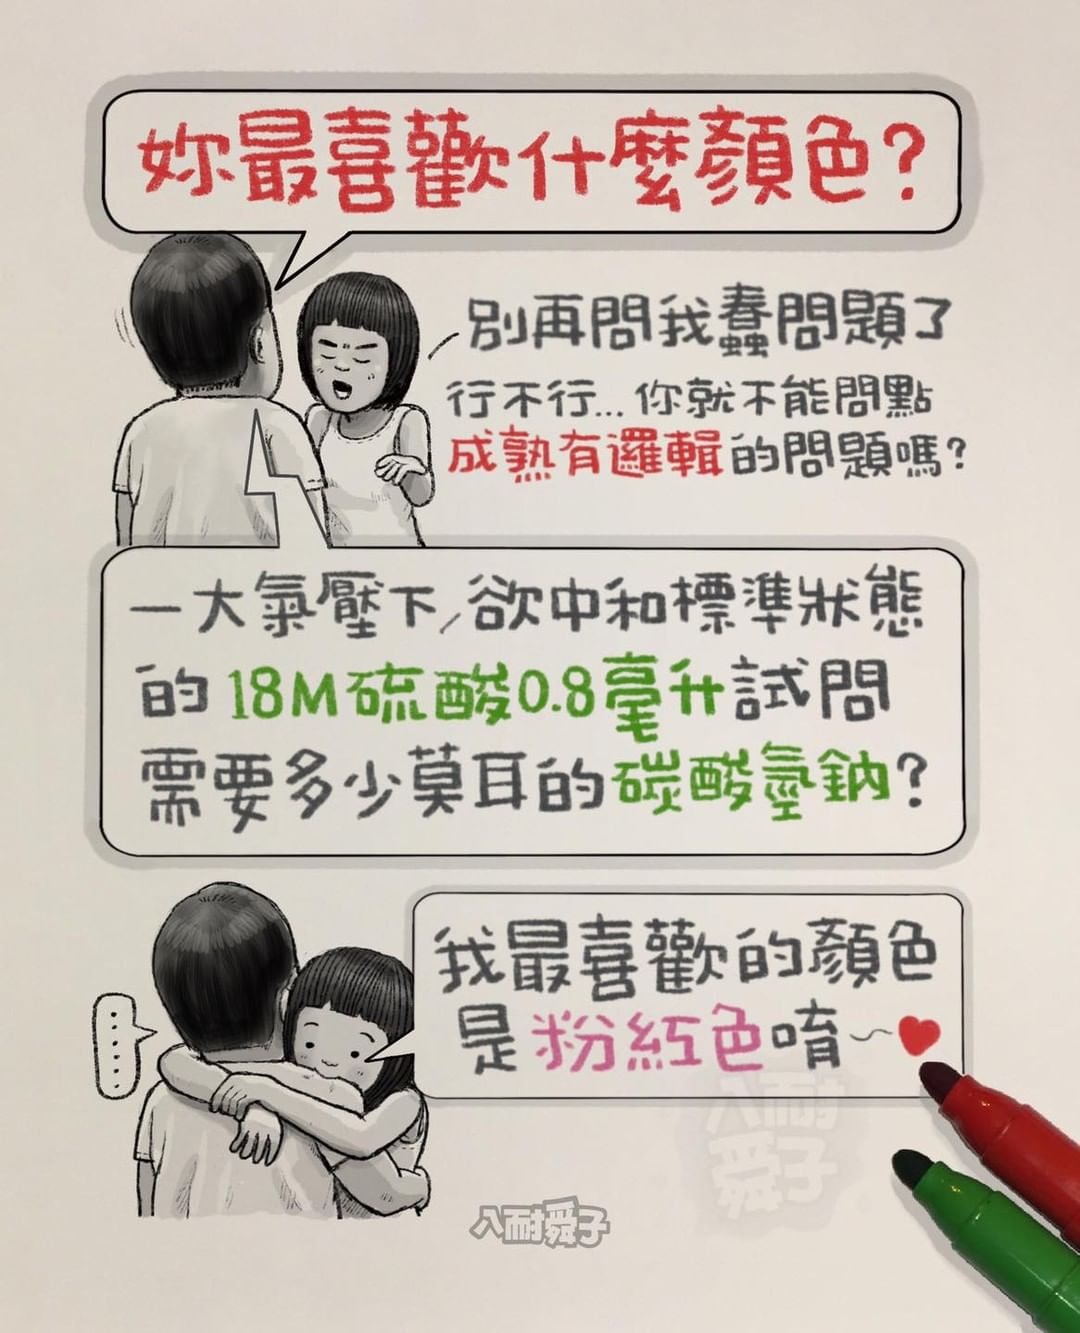 妳最喜歡什麼顏色?
別再問我蠢問題了
行不行... 你就不能問點
成熟有邏輯的問題嗎?
一大氣壓下,欲中和標準狀態
的18M硫酸0.8毫升試問
需要多少莫耳的碳酸氫鈉?
我最喜歡的顏色
是粉紅色唷~
八耐舜子
八耐
舜子